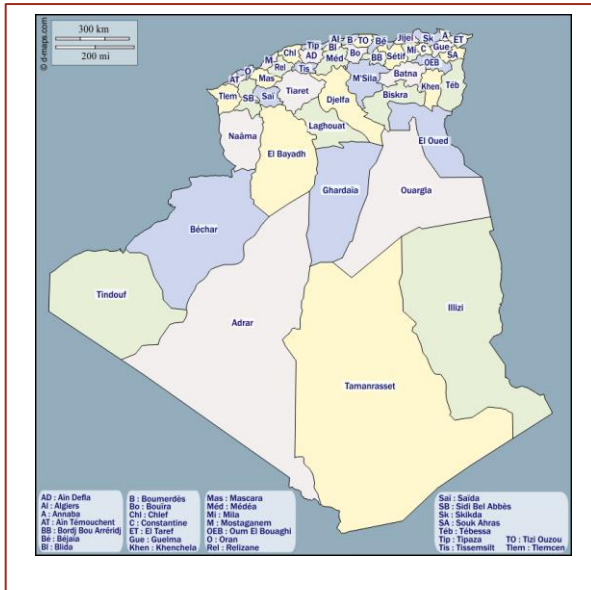 300 km
200 mi
© d-maps.com
Al B TO Bé Jijel Sk A ET
Tip Bl Bo Mi C Gue
Chl AD Méd BB Sétif SA
M Rel Tis OEB
O Mas M'Sila Batna Khen Téb
AT Tiaret Djelfa Biskra
Tlem SB Saï
Laghouat
Naâma
El Oued
El Bayadh
Ghardaïa
Ouargla
Béchar
Tindouf
Illizi
Adrar
Tamanrasset
AD : Aïn Defla
Al : Algiers
A : Annaba
AT : Aïn Témouchent
BB : Bordj Bou Arréridj
Bé : Béjaïa
Bl : Blida
B : Boumerdès
Bo : Bouïra
Chl : Chlef
C : Constantine
ET : El Taref
Gue : Guelma
Khen : Khenchela
Mas : Mascara
Méd : Médéa
Mi : Mila
M : Mostaganem
OEB : Oum El Bouaghi
O : Oran
Rel : Relizane
Saï : Saïda
SB : Sidi Bel Abbès
Sk : Skikda
SA : Souk Ahras
Téb : Tébessa
Tip : Tipaza TO : Tizi Ouzou
Tis : Tissemsilt Tlem : Tlemcen